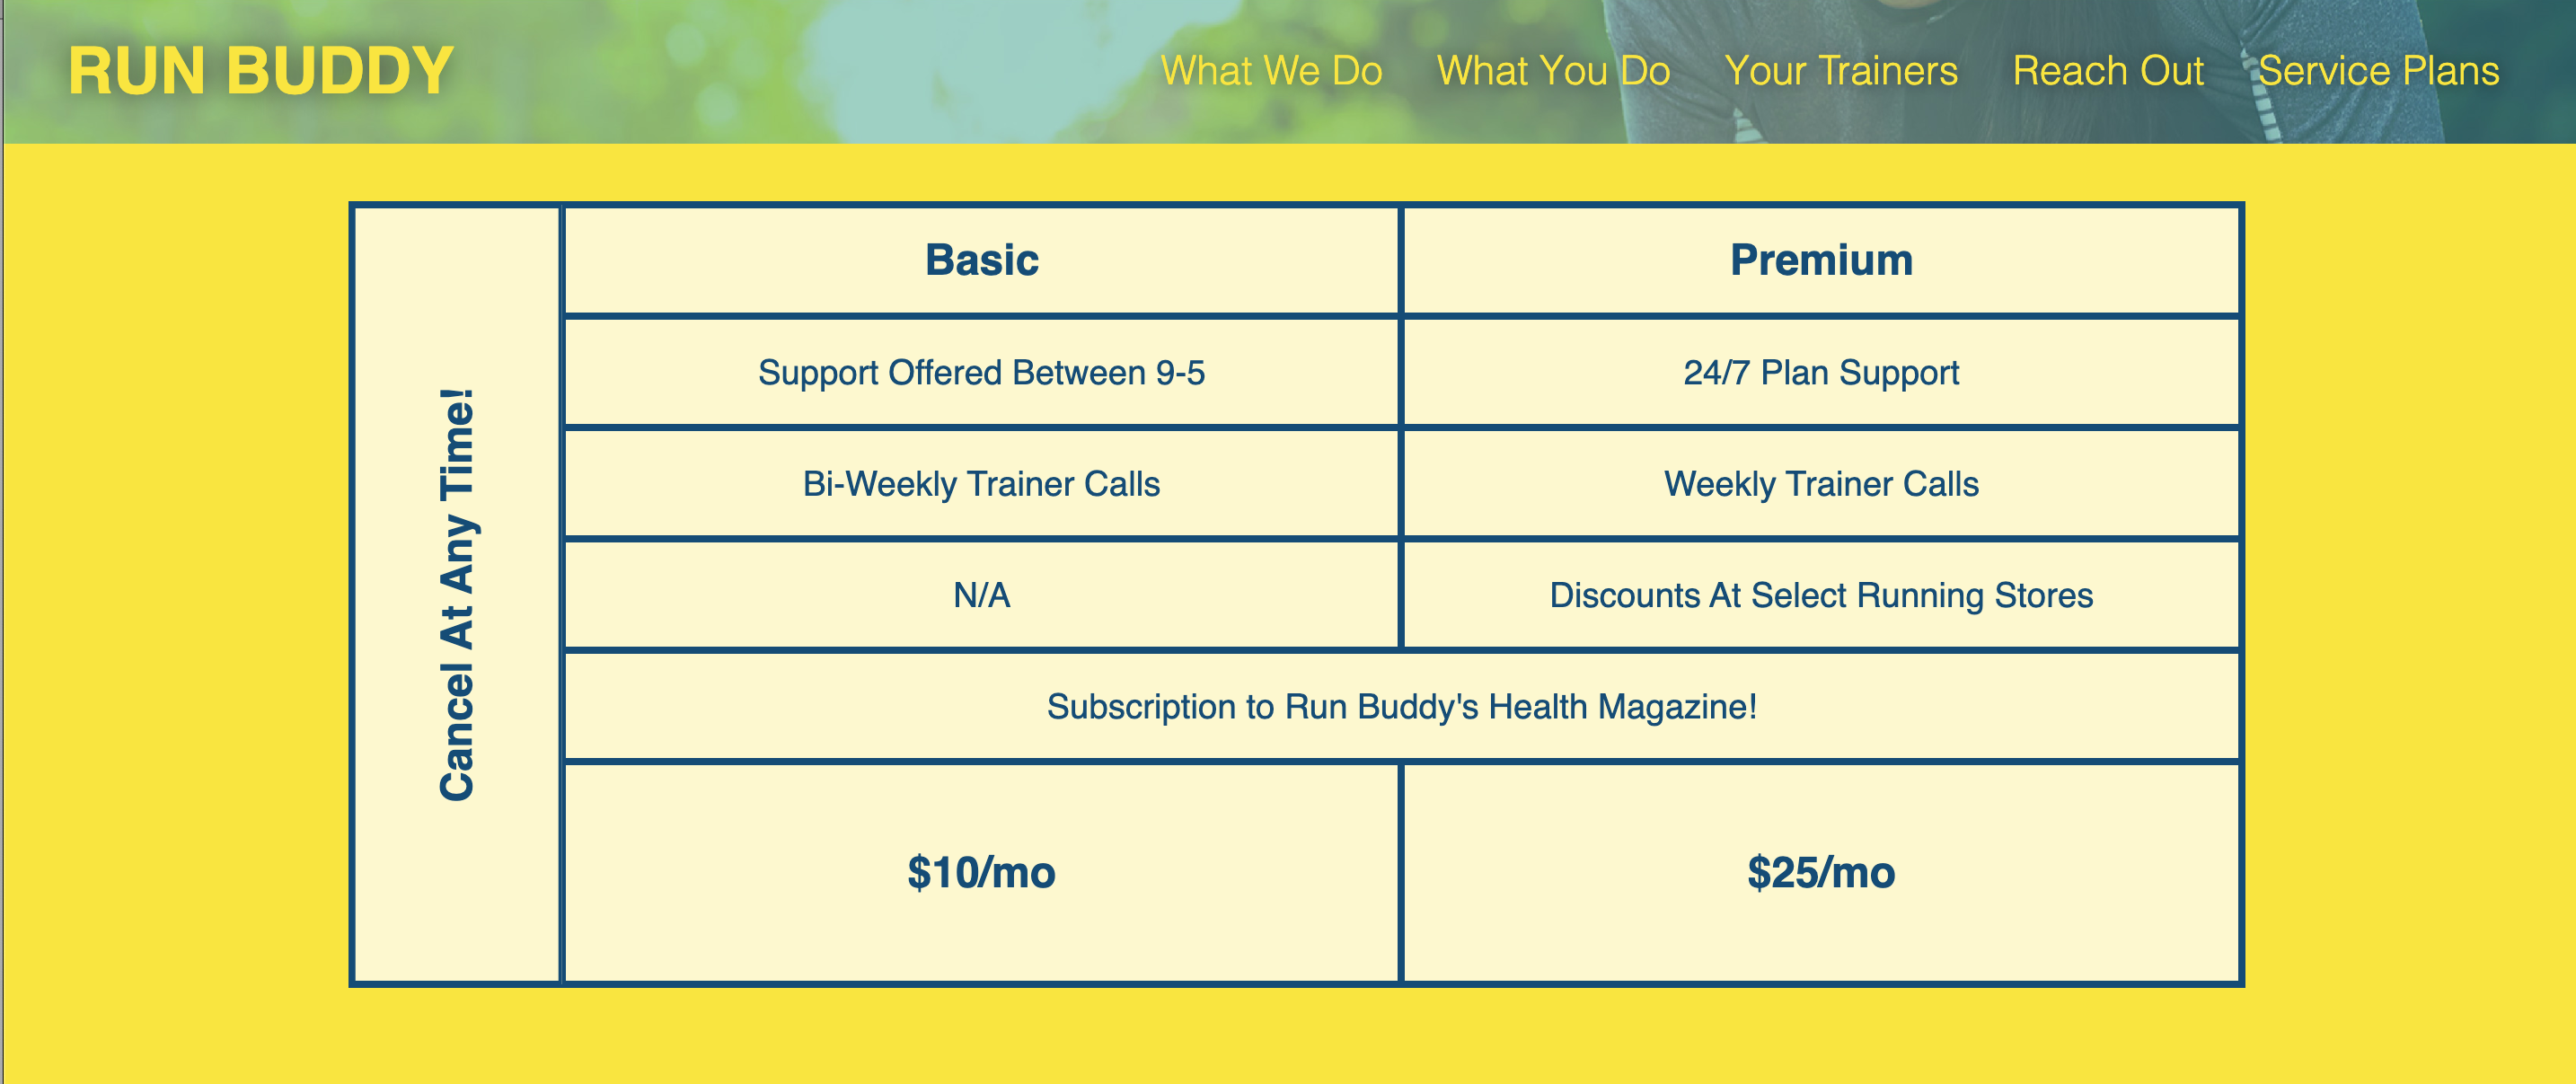 RUN BUDDY
What We Do What You Do Your Trainers Reach Out Service Plans
Cancel At Any Time!
Basic Premium
Support Offered Between 9-5 24/7 Plan Support
Bi-Weekly Trainer Calls Weekly Trainer Calls
N/A Discounts At Select Running Stores
Subscription to Run Buddy's Health Magazine!
$10/mo $25/mo